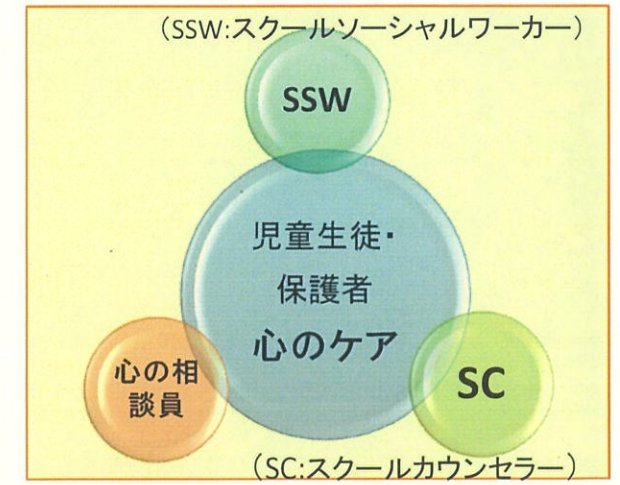 (SSW:スクールソーシャルワーカー)
SSW
児童生徒・
保護者
心のケア
心の相
談員
SC
(SC:スクールカウンセラー)